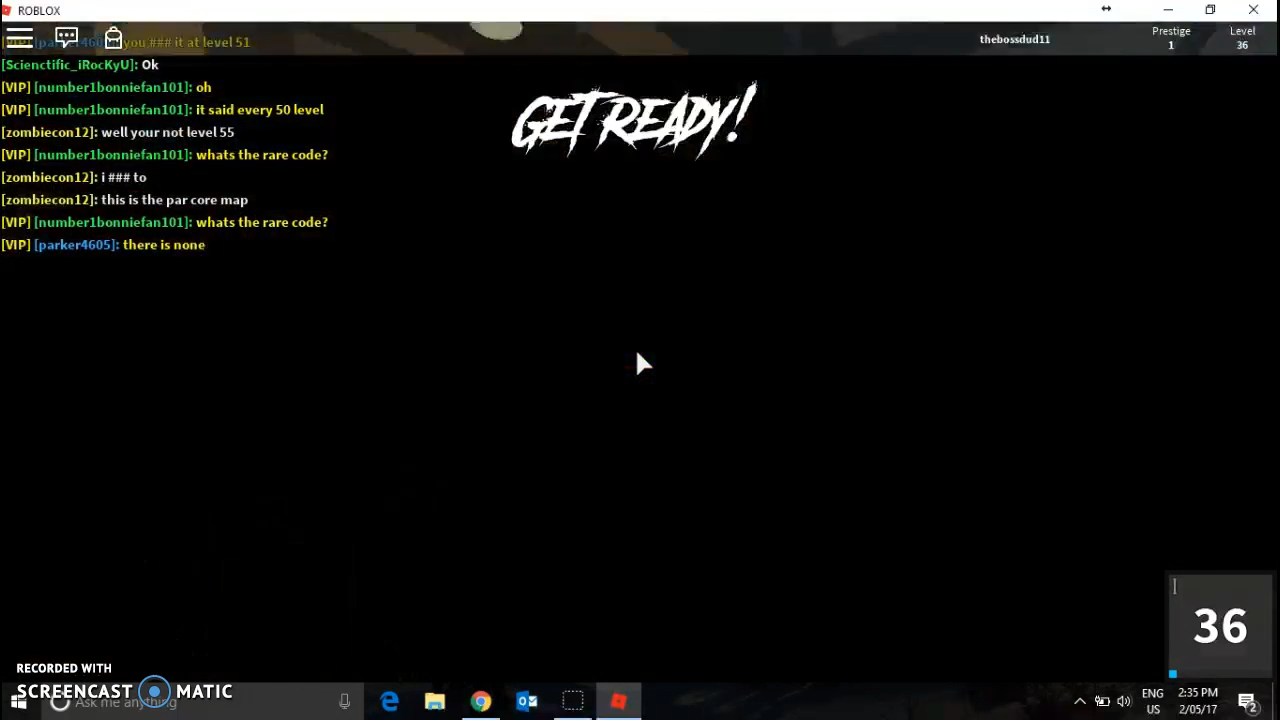 ROBLOX
thebossdud11
Prestige
1
Level
36
you ### it at level 51
[Scienctific_iRocKyU]: Ok
[VIP] [number1bonniefan101]: oh
[VIP] [number1bonniefan101]: it said every 50 level
[zombiecon12]: well your not level 55
[VIP] [number1bonniefan101]: whats the rare code?
[zombiecon12]: i ### to
[zombiecon12]: this is the par core map
[VIP] [number1bonniefan101]: whats the rare code?
[VIP] [parker4605]: there is none
GET READY!
36
RECORDED WITH
SCREENCAST MATIC
Ask me anything
ENG
US
2:35 PM
2/05/17
2